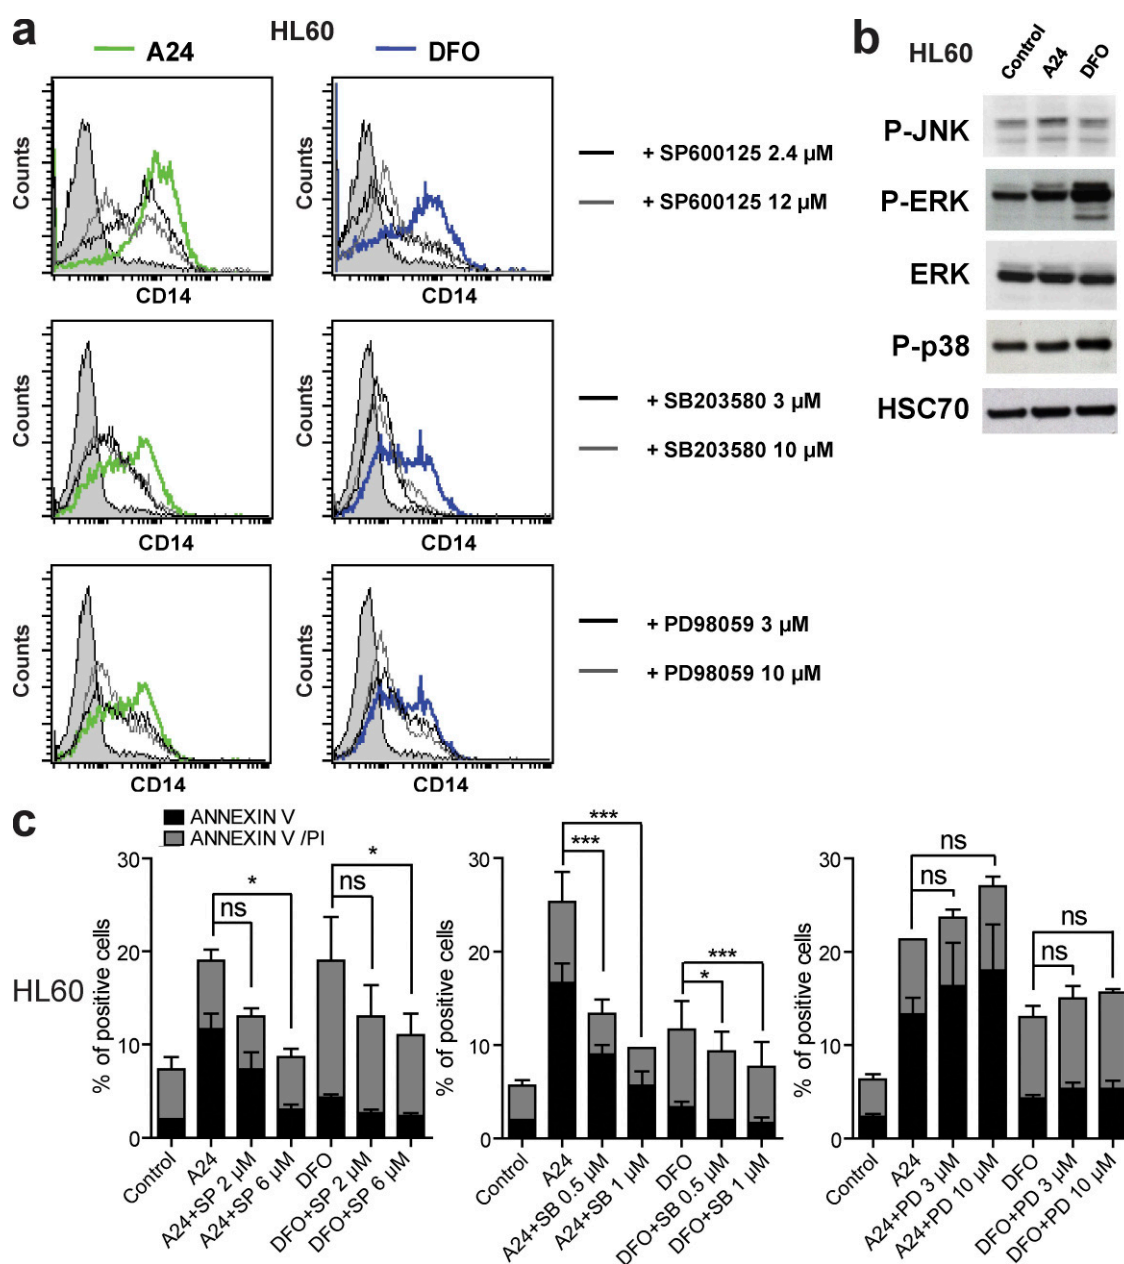 a
HL60
A24
DFO
Counts
Counts
CD14
CD14
+ SP600125 2.4 µM
+ SP600125 12 µM
Counts
Counts
CD14
CD14
+ SB203580 3 µM
+ SB203580 10 µM
Counts
Counts
CD14
CD14
+ PD98059 3 µM
+ PD98059 10 µM
b
HL60
Control
A24
DFO
P-JNK
P-ERK
ERK
P-p38
HSC70
c
HL60
ANNEXIN V
ANNEXIN V /PI
% of positive cells
30
20
10
0
*
ns
*
ns
Control
A24
A24+SP 2 µM
A24+SP 6 µM
DFO
DFO+SP 2 µM
DFO+SP 6 µM
% of positive cells
30
20
10
0
***
***
***
*
Control
A24
A24+SB 0.5 µM
A24+SB 1 µM
DFO
DFO+SB 0.5 µM
DFO+SB 1 µM
% of positive cells
30
20
10
0
ns
ns
ns
ns
Control
A24
A24+PD 3 µM
A24+PD 10 µM
DFO
DFO+PD 3 µM
DFO+PD 10 µM